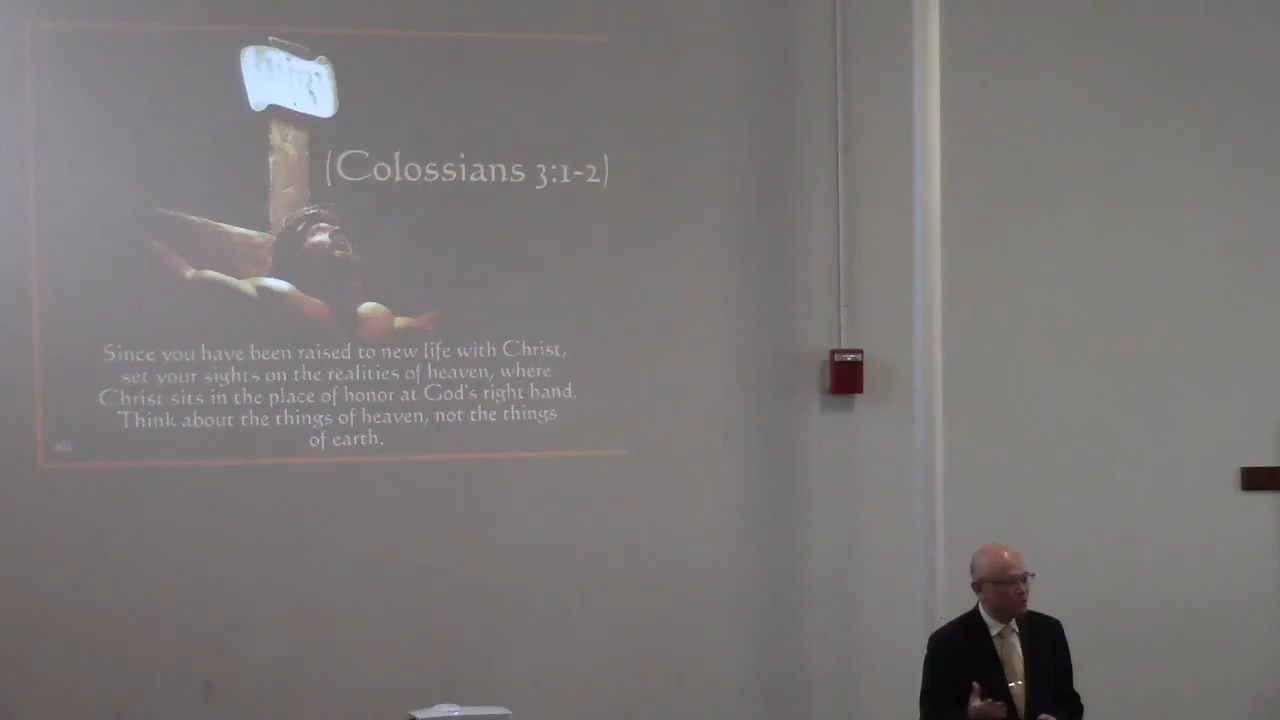 (Colossians 3:1-2)
Since you have been raised to new life with Christ,
set your sights on the realities of heaven, where
Christ sits in the place of honor at God's right hand.
Think about the things of heaven, not the things
of earth.